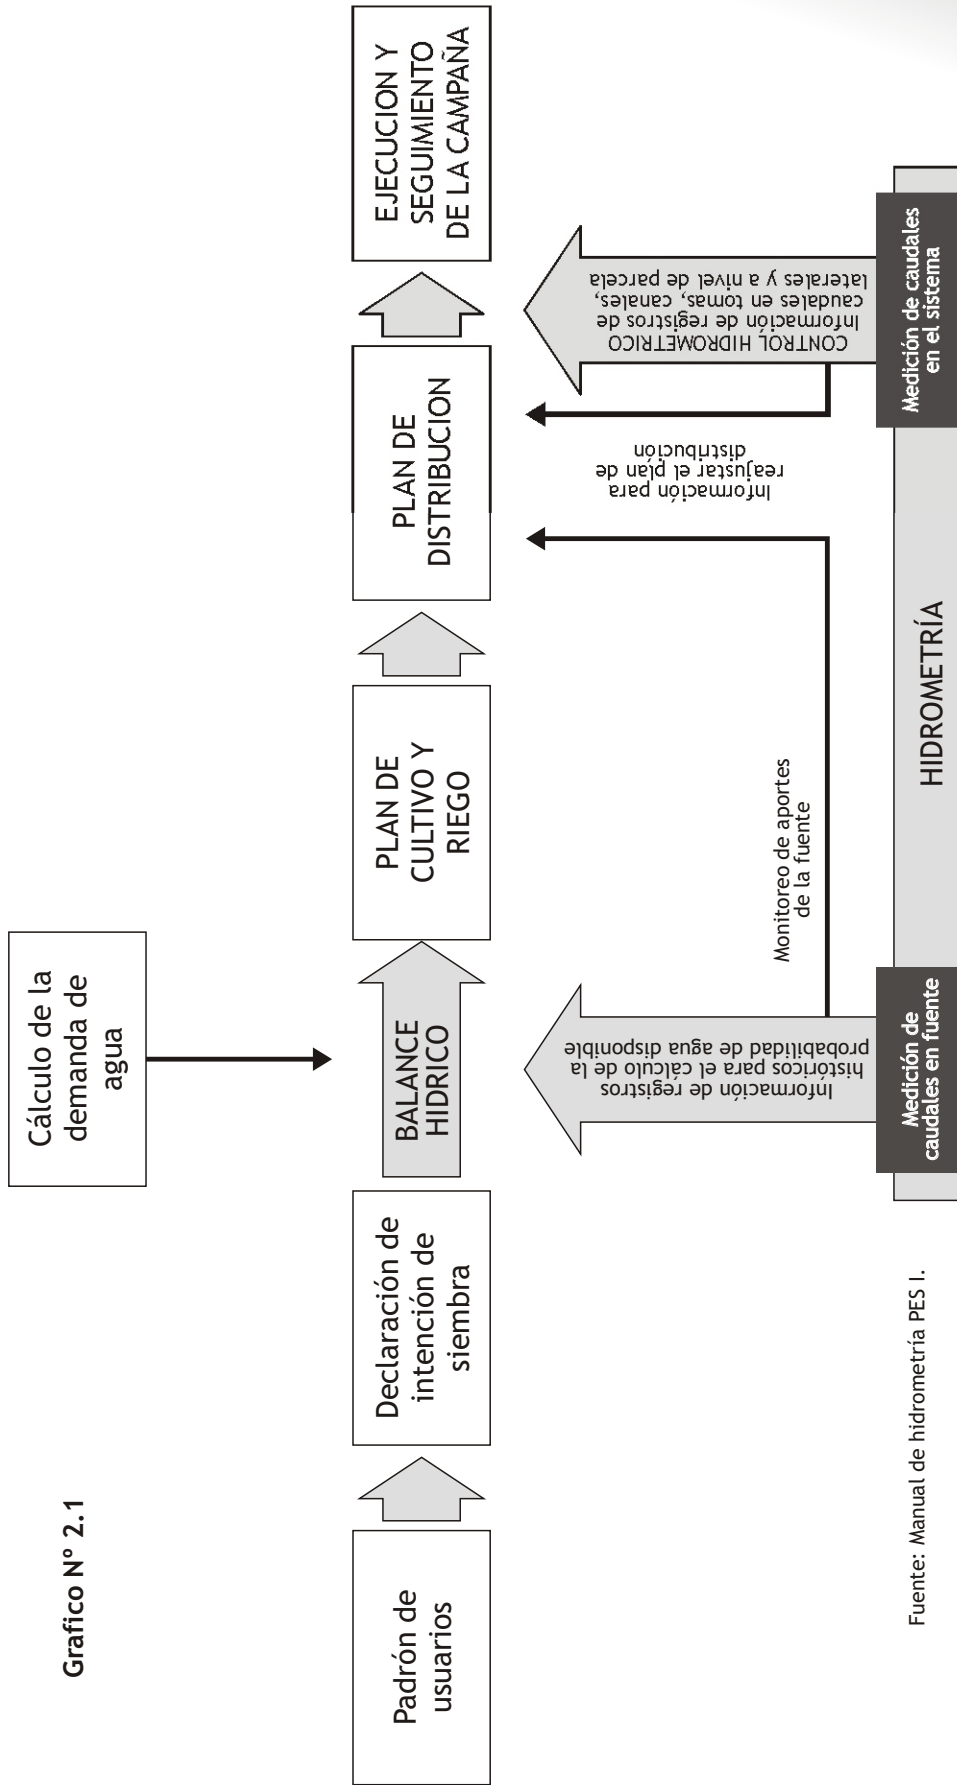 Grafico Nº 2.1
Cálculo de la
demanda de
agua
Padrón de
usuarios
Declaración de
intención de
siembra
BALANCE
HIDRICO
PLAN DE
CULTIVO Y
RIEGO
PLAN DE
DISTRIBUCION
EJECUCION Y
SEGUIMIENTO
DE LA CAMPAÑA
Información de registros
históricos para el cálculo de la
probabilidad de agua disponible
Monitoreo de aportes
de la fuente
Información para
reajustar el plan de
distribución
CONTROL HIDROMETRICO
Información de registros de
caudales en tomas, canales,
laterales y a nivel de parcela
Medición de
caudales en fuente
HIDROMETRÍA
Medición de caudales
en el sistema
Fuente: Manual de hidrometría PES I.